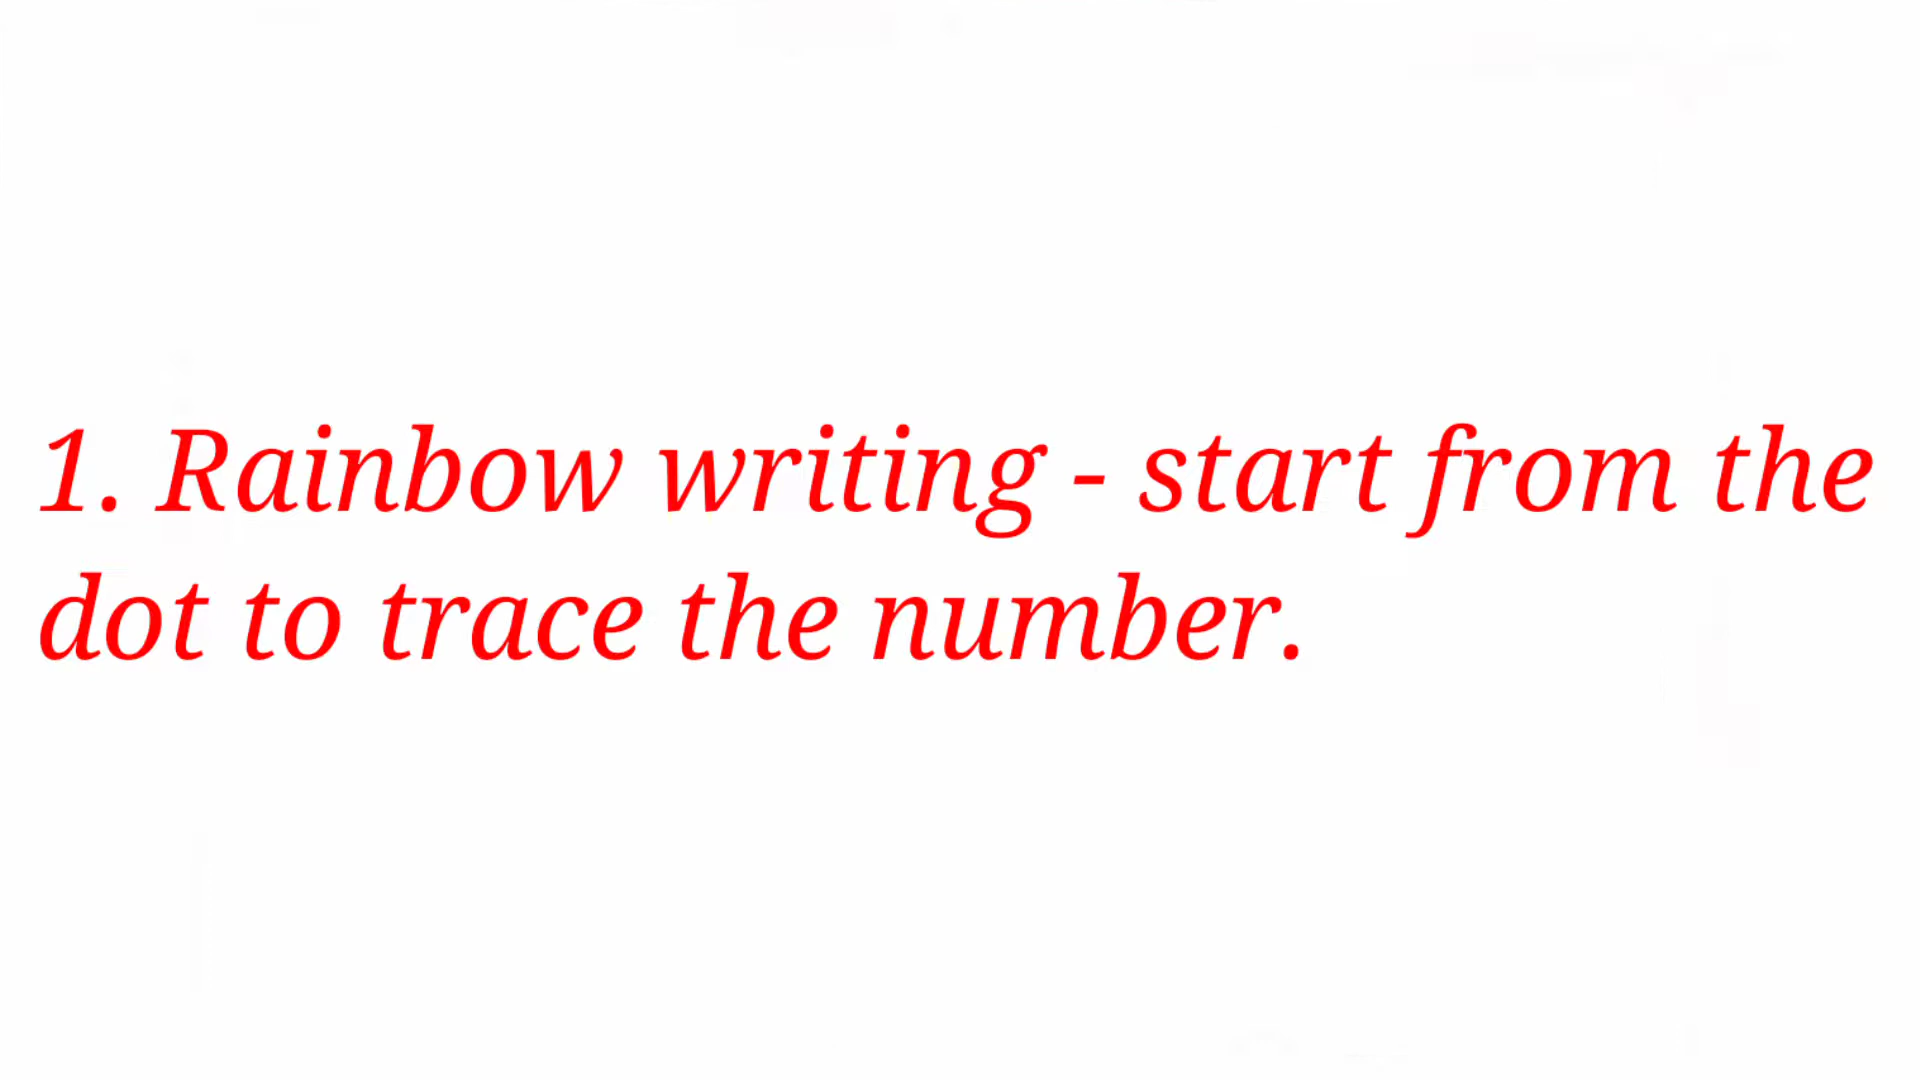 1. Rainbow writing - start from the
dot to trace the number.